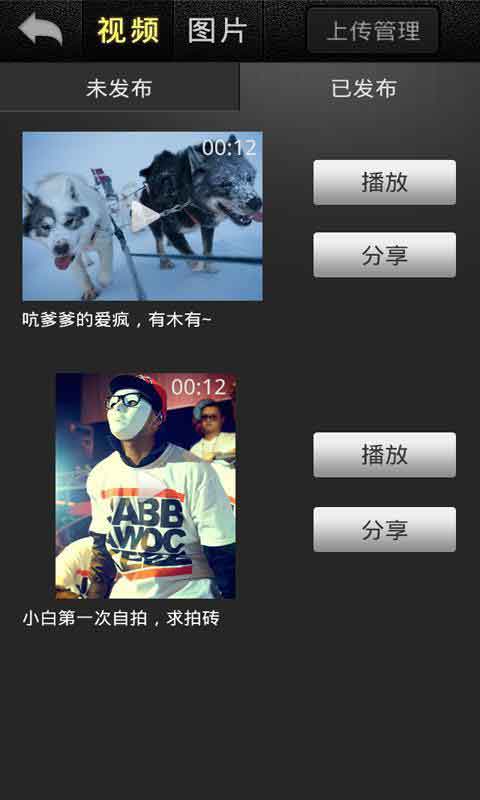 视频 图片 上传管理
未发布 已发布
00:12
播放
分享
吭爹爹的爱疯，有木有~
00:12
ABB
AWOC
播放
分享
小白第一次自拍，求拍砖